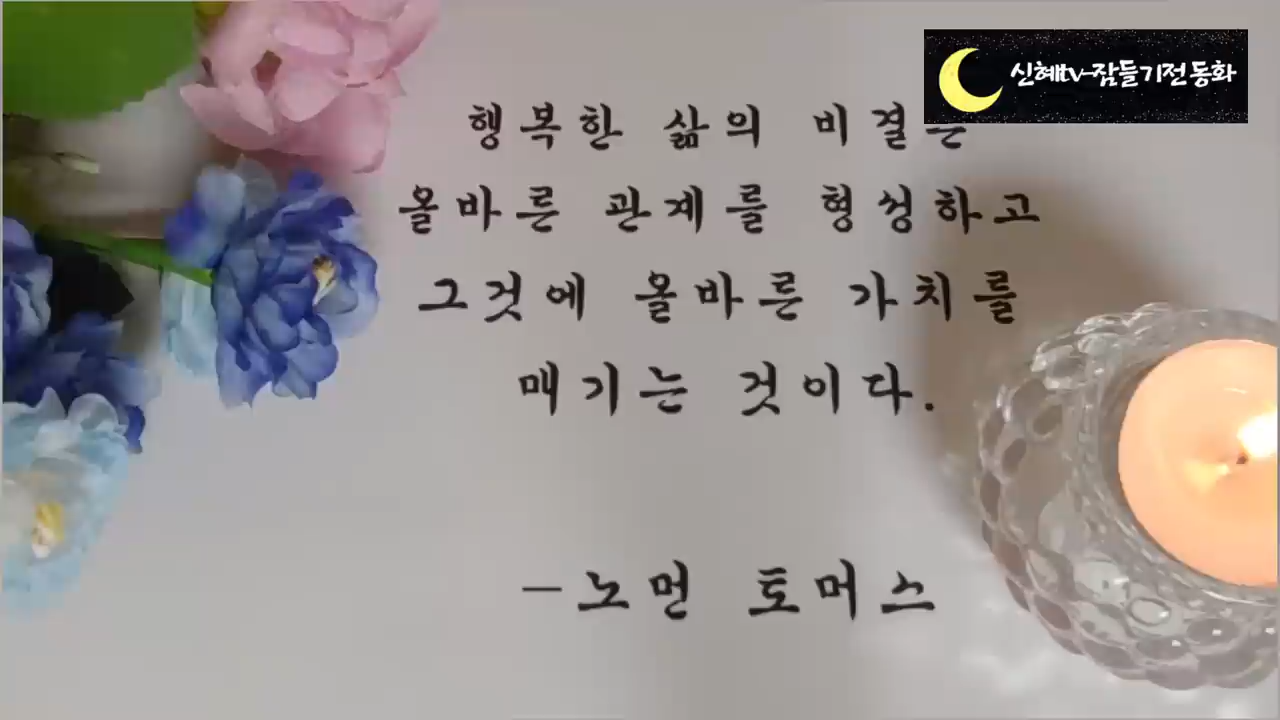 신혜tv-잠들기전동화
행복한 삶의 비결은
올바른 관계를 형성하고
그것에 올바른 가치를
매기는 것이다.
-노먼 토머스